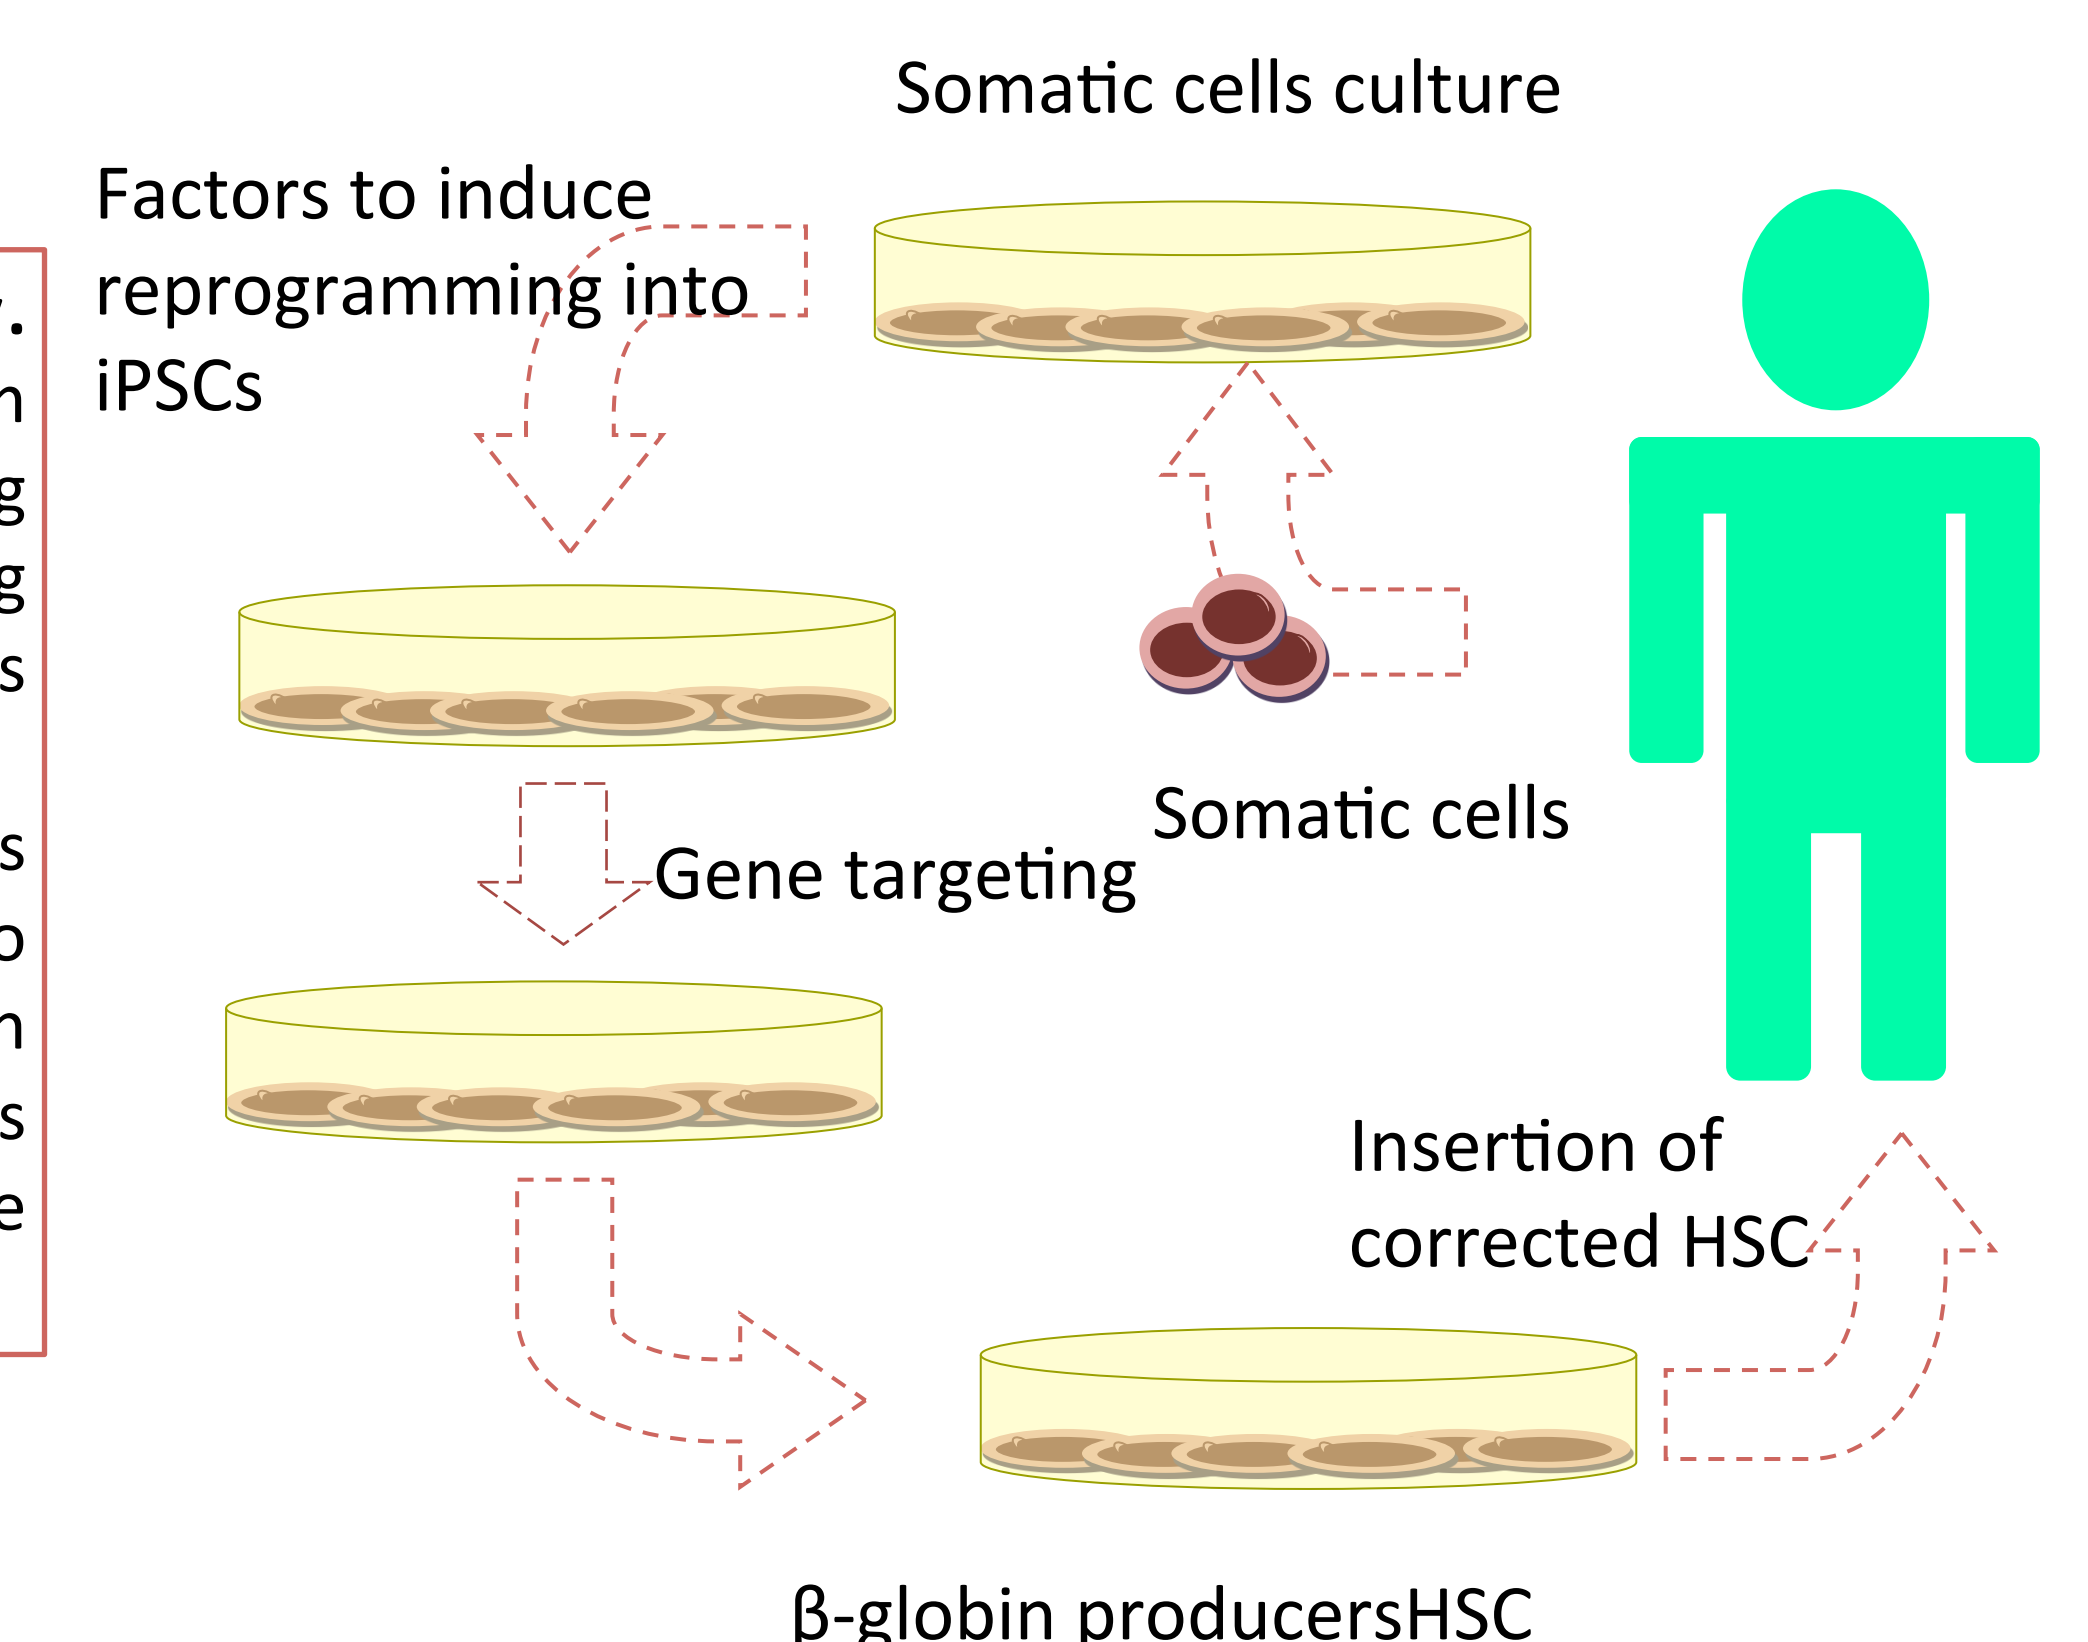 Somatic cells culture
Factors to induce
reprogramming into
iPSCs
Somatic cells
Gene targeting
Insertion of
corrected HSC
β-globin producersHSC